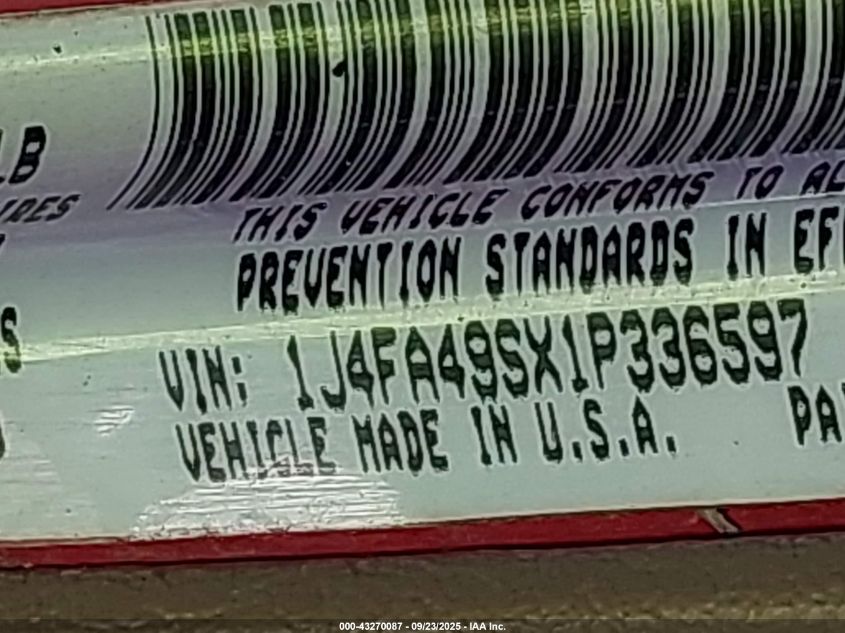 LB
THIS VEHICLE CONFORMS TO
PREVENTION STANDARDS IN
VIN: 1J4FA49SX1P336597
VEHICLE MADE IN U.S.A.
000-43270087 - 09/23/2025 - IAA Inc.